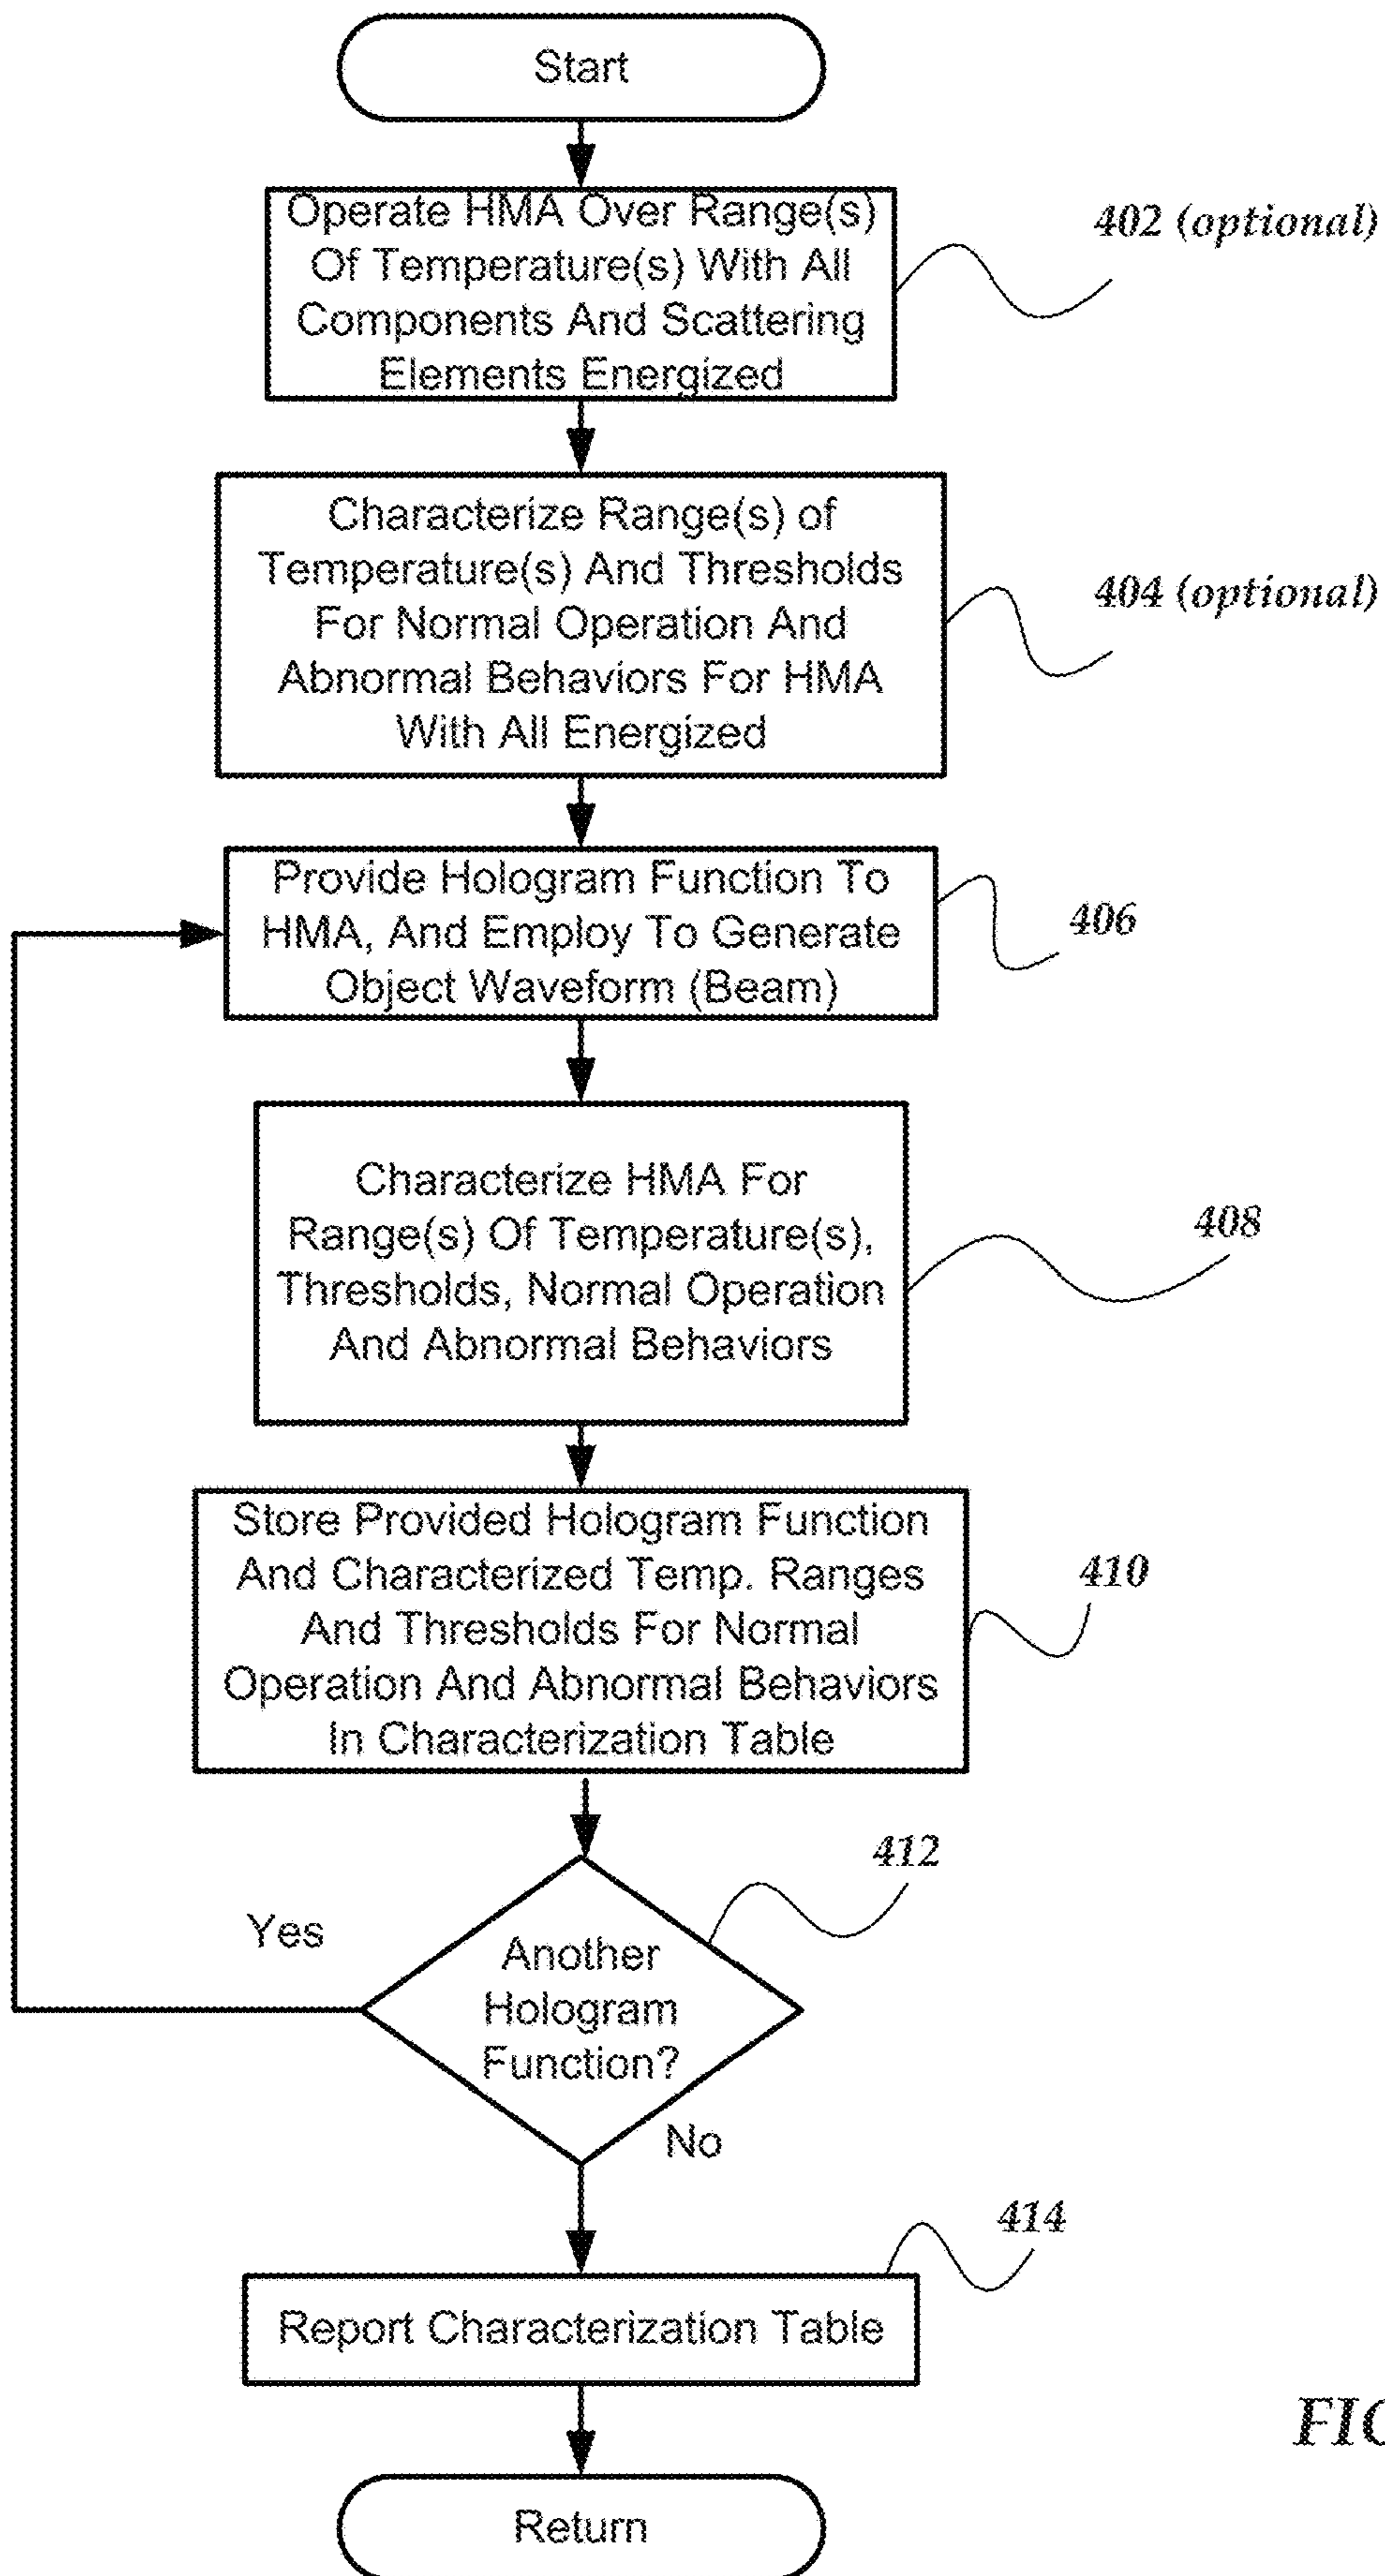 Start
Operate HMA Over Range(s)
Of Temperature(s) With All
Components And Scattering
Elements Energized
402 (optional)
Characterize Range(s) of
Temperature(s) And Thresholds
For Normal Operation And
Abnormal Behaviors For HMA
With All Energized
404 (optional)
Provide Hologram Function To
HMA, And Employ To Generate
Object Waveform (Beam)
406
Characterize HMA For
Range(s) Of Temperature(s),
Thresholds, Normal Operation
And Abnormal Behaviors
408
Store Provided Hologram Function
And Characterized Temp. Ranges
And Thresholds For Normal
Operation And Abnormal Behaviors
In Characterization Table
410
412
Yes
Another
Hologram
Function?
No
414
Report Characterization Table
Return